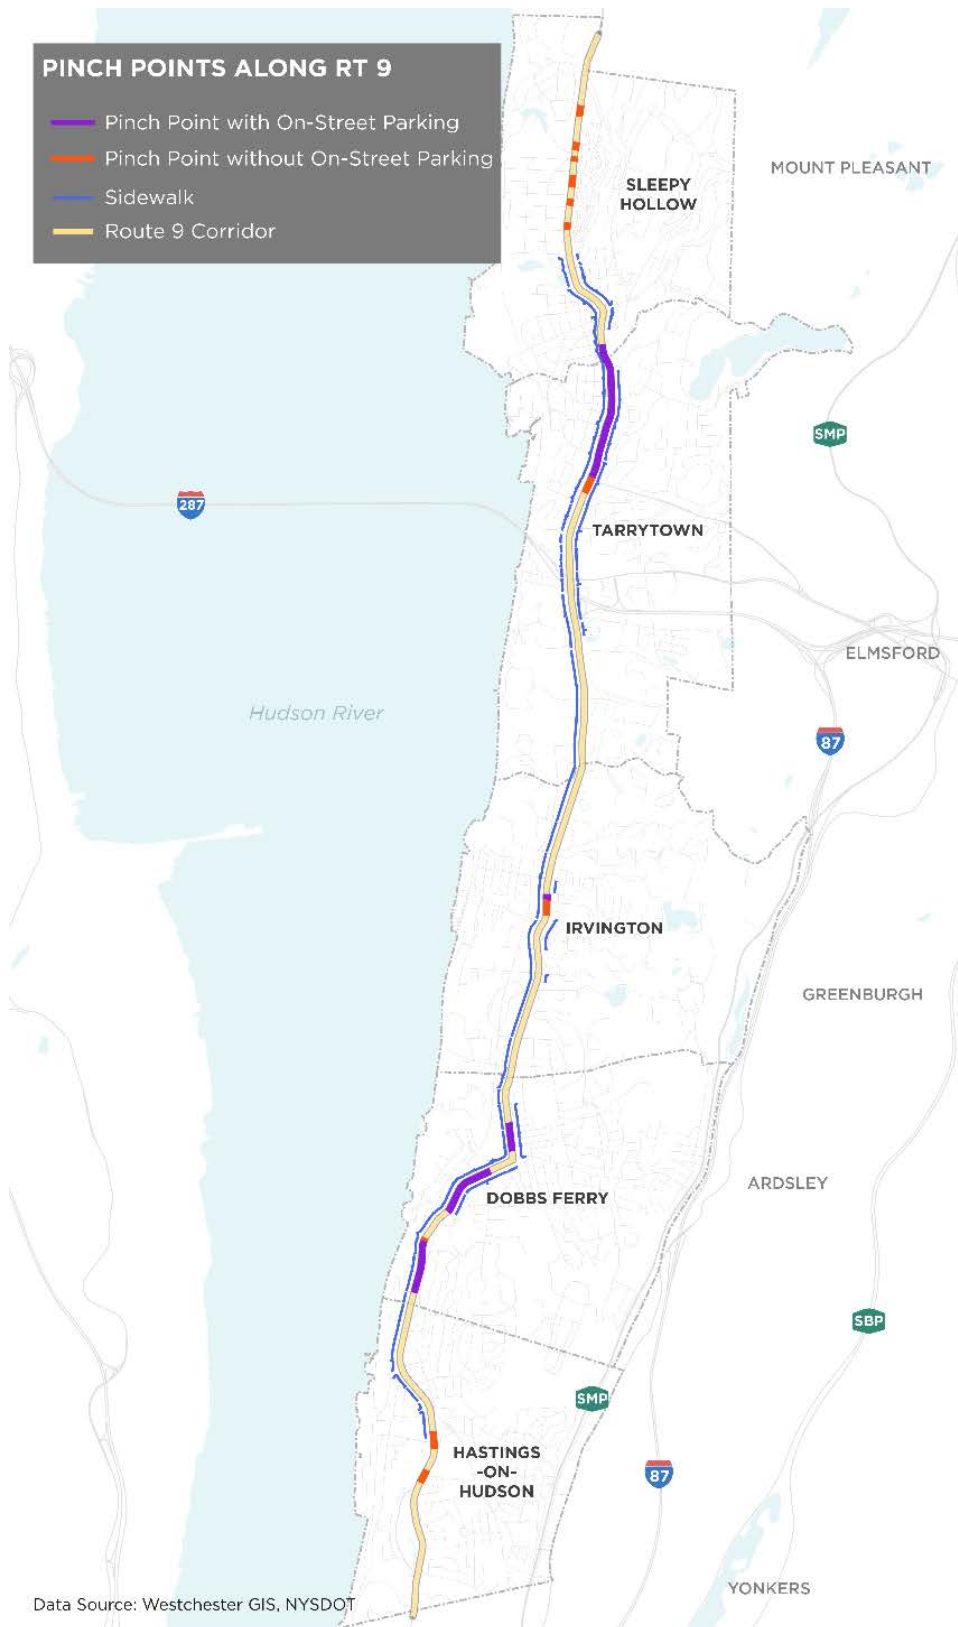 PINCH POINTS ALONG RT 9
Pinch Point with On-Street Parking
Pinch Point without On-Street Parking
Sidewalk
Route 9 Corridor
MOUNT PLEASANT
SLEEPY
HOLLOW
SMP
287
TARRYTOWN
ELMSFORD
Hudson River
87
IRVINGTON
GREENBURGH
ARDSLEY
DOBBS FERRY
SBP
SMP
HASTINGS
-ON-
HUDSON
87
YONKERS
Data Source: Westchester GIS, NYSDOT